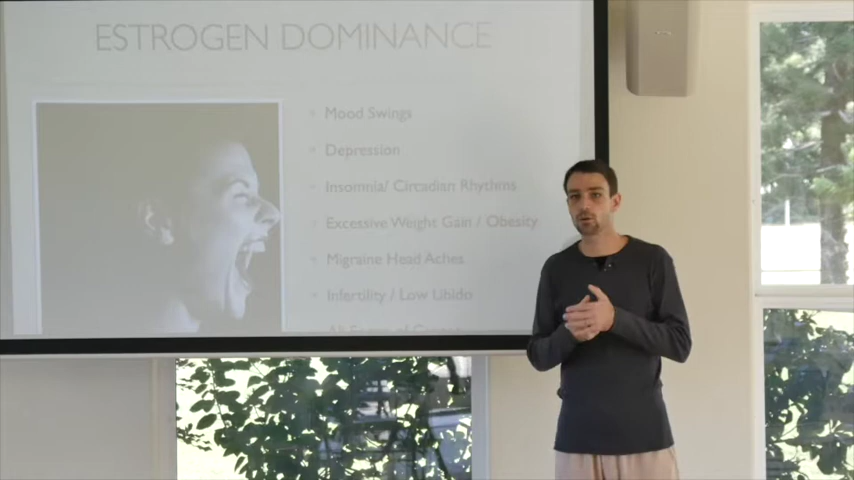 ESTROGEN DOMINANCE
Mood Swings
Depression
Insomnia/ Circadian Rhythms
Excessive Weight Gain / Obesity
Migraine Head Aches
Infertility / Low Libido